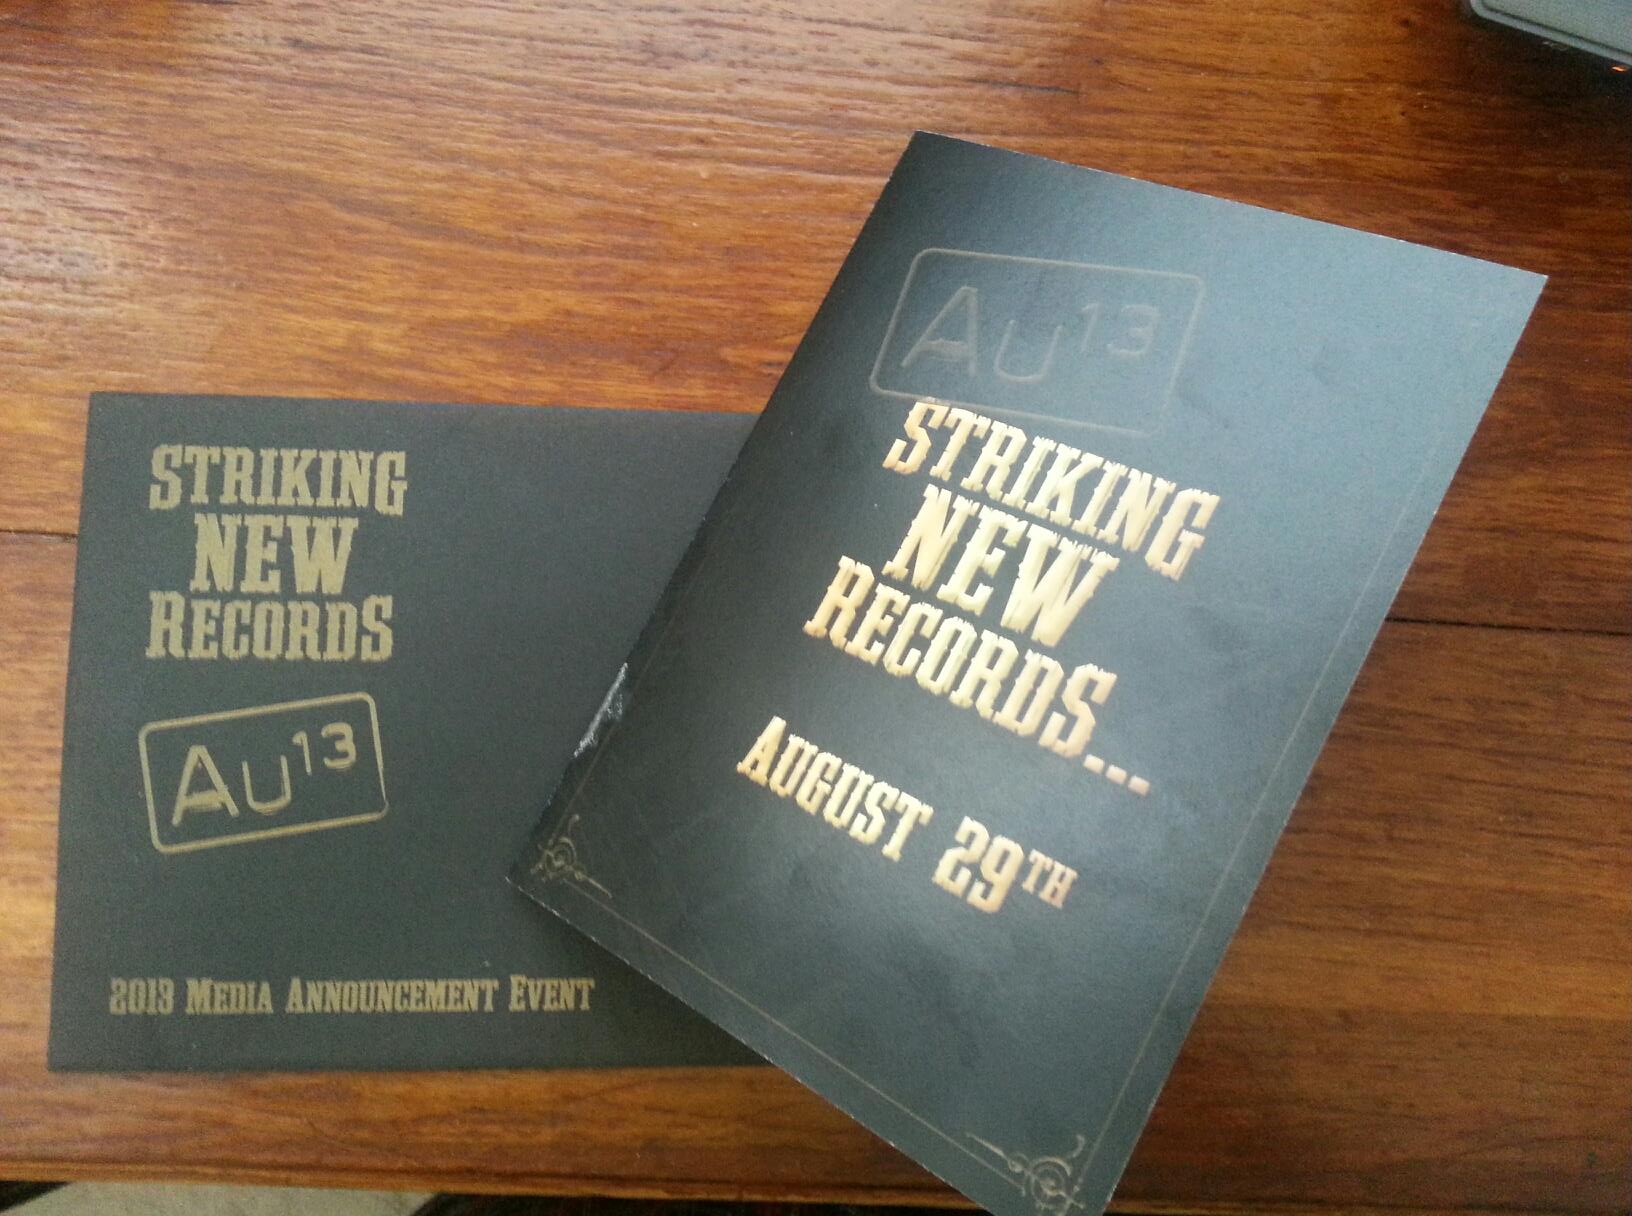 STRIKING
NEW
RECORDS
Au13
2013 MEDIA ANNOUNCEMENT EVENT
Au13
STRIKING
NEW
RECORDS...
AUGUST 29TH